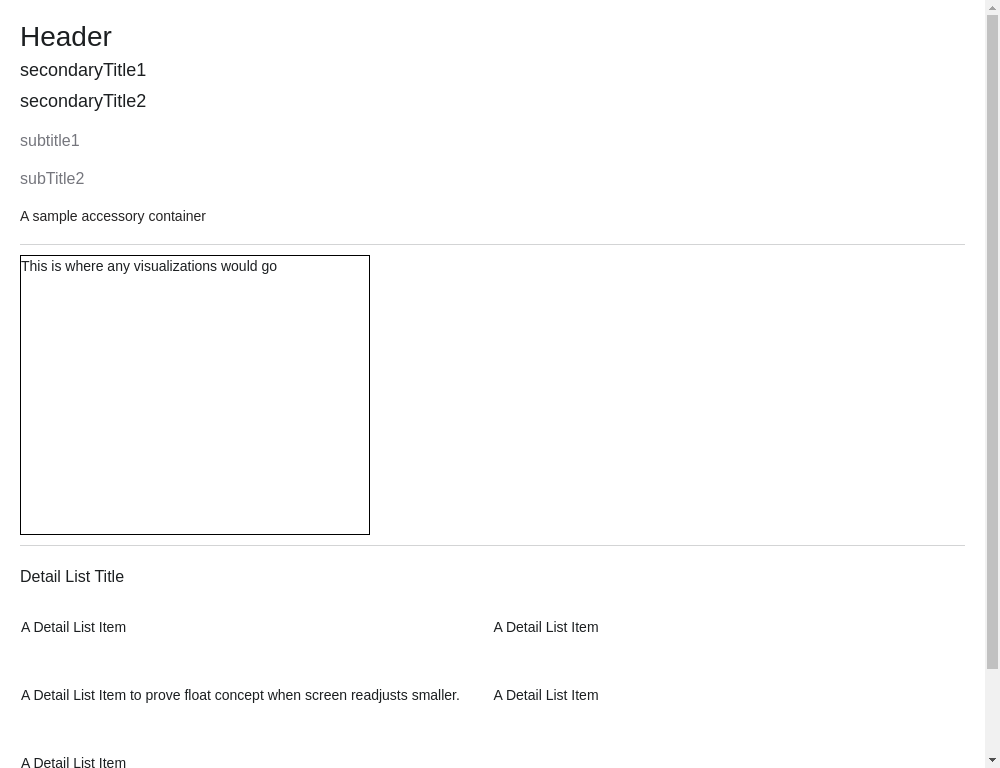 Header
secondaryTitle1
secondaryTitle2
subtitle1
subTitle2
A sample accessory container
This is where any visualizations would go
Detail List Title
A Detail List Item
A Detail List Item
A Detail List Item to prove float concept when screen readjusts smaller.
A Detail List Item
A Detail List Item